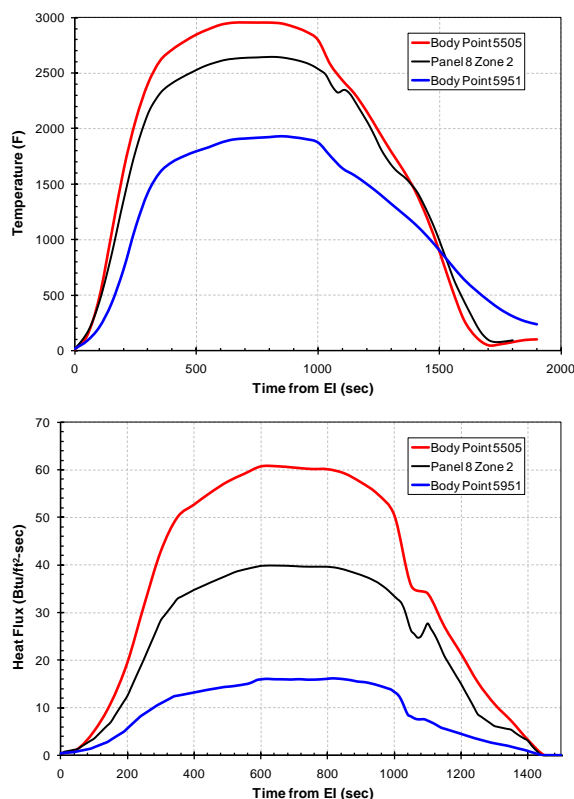 3000
2500
2000
1500
1000
500
0
Temperature (F)
Body Point 5505
Panel 8 Zone 2
Body Point 5951
0 500 1000 1500 2000
Time from EI (sec)
70
60
50
40
30
20
10
0
Heat Flux (Btu/ft²-sec)
Body Point 5505
Panel 8 Zone 2
Body Point 5951
0 200 400 600 800 1000 1200 1400
Time from EI (sec)